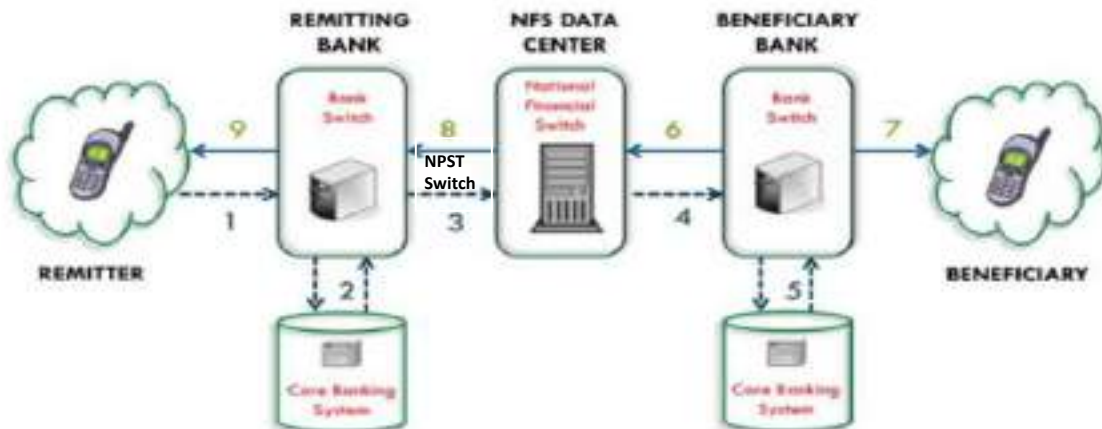 REMITTING
BANK
NFS DATA
CENTER
BENEFICIARY
BANK
Bank
Switch
National
Financial
Switch
Bank
Switch
9
8
6
7
NPST
Switch
1
3
4
REMITTER
BENEFICIARY
2
5
Core Banking
System
Core Banking
System